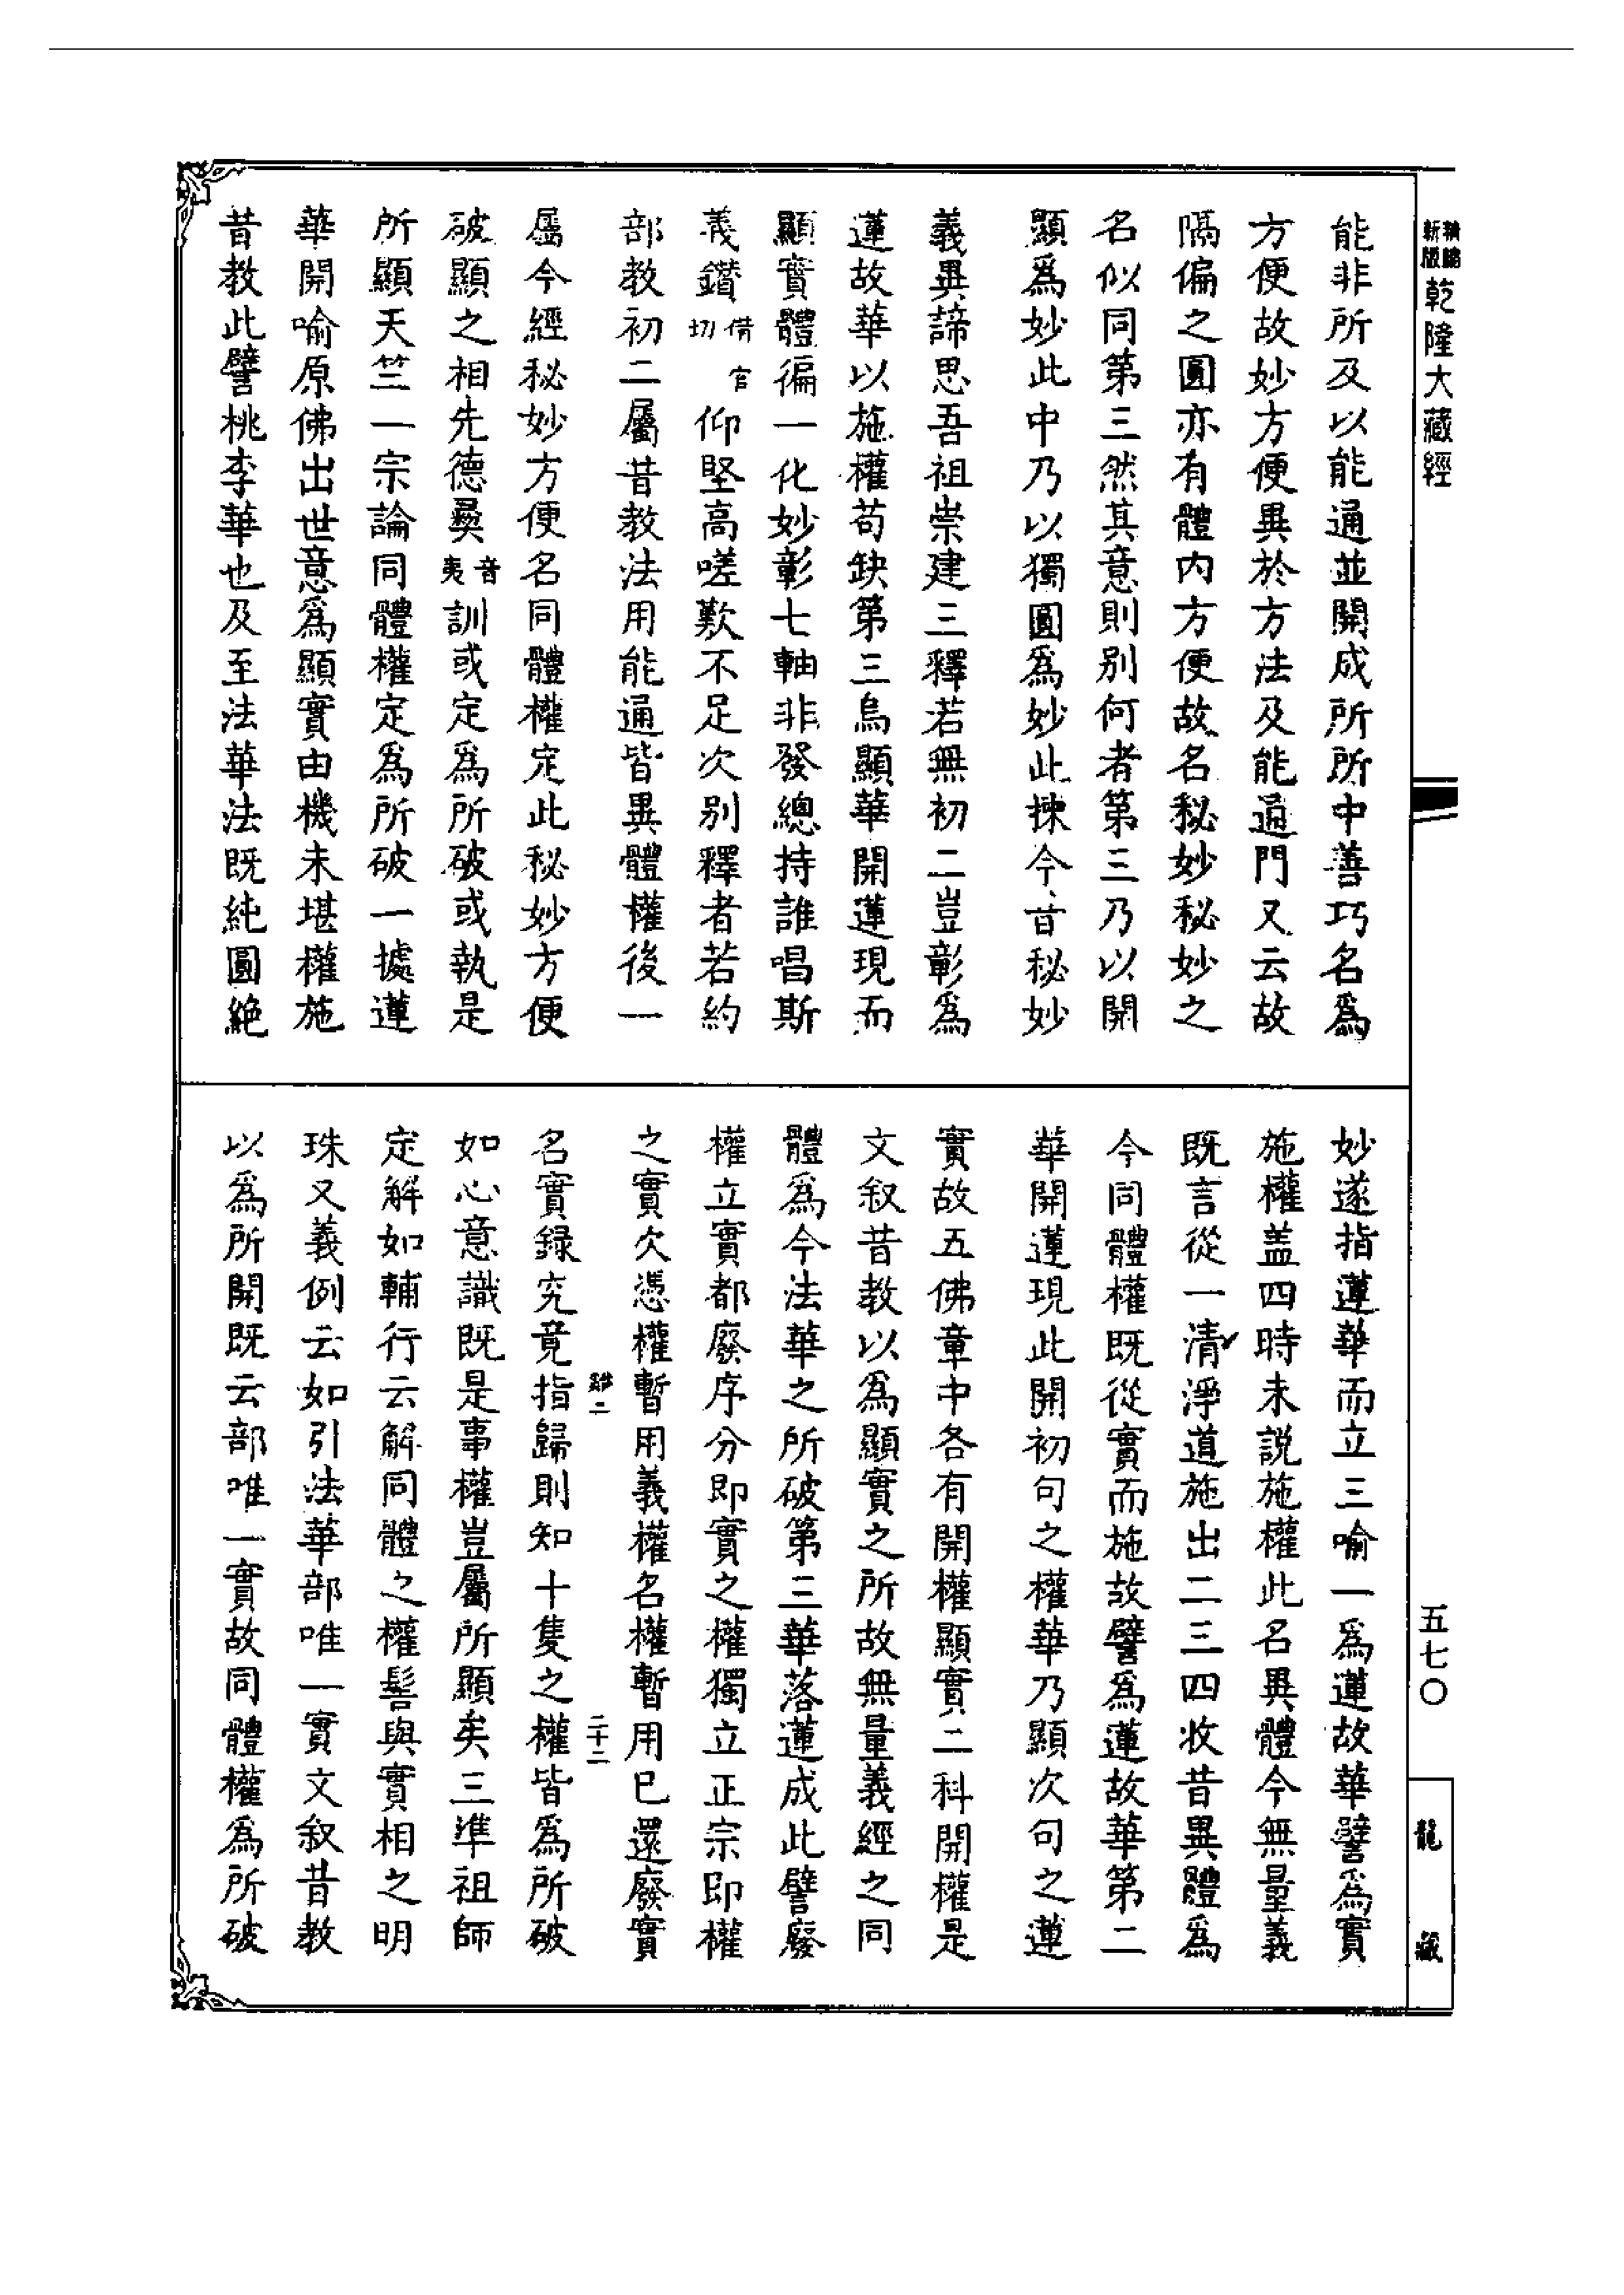 新版
精縮
乾隆大藏經
五七〇
龍藏
能非所及以能通並開成所所中善巧名爲
方便故妙方便異於方法及能通門又云故
隔偏之圓亦有體内方便故名秘妙秘妙之
名似同第三然其意則别何者第三乃以開
顯爲妙此中乃以獨圓爲妙此揀今昔秘妙
義異諦思吾祖崇建三釋若無初二豈彰爲
蓮故華以施權苟缺第三烏顯華開蓮現而
顯實體徧一化妙彰七軸非發總持誰唱斯
義鑽借官切仰堅高嗟歎不足次别釋者若約
部教初二屬昔教法用能通皆異體權後一
屬今經秘妙方便名同體權定此秘妙方便
破顯之相先德彛音夷訓或定爲所破或執是
所顯天竺一宗論同體權定爲所破一據蓮
華開喻原佛出世意爲顯實由機未堪權施
昔教此譬桃李華也及至法華法既純圓絶
妙遂指蓮華而立三喻一爲蓮故華譬爲實
施權盖四時未説施權此名異體今無量義
既言從一清淨道施出二三四收昔異體爲
今同體權既從實而施故譬爲蓮故華第二
華開蓮現此開初句之權華乃顯次句之蓮
實故五佛章中各有開權顯實二科開權是
文叙昔教以爲顯實之所故無量義經之同
體爲今法華之所破第三華落蓮成此譬廢
權立實都廢序分即實之權獨立正宗即權
之實欠憑權暫用義權名權暫用已還廢實
二十二
名實録究竟指歸則知十隻之權皆爲所破
如心意識既是事權豈屬所顯矣三準祖師
定解如輔行云解同體之權髻與實相之明
珠又義例云如引法華部唯一實文叙昔教
以爲所開既云部唯一實故同體權爲所破